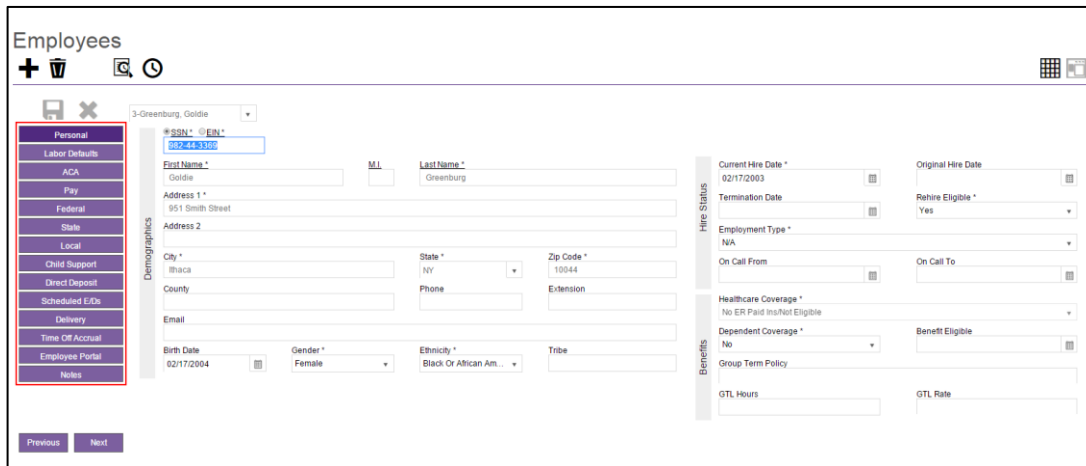 Employees
3-Greenburg, Goldie
Personal
Labor Defaults
ACA
Pay
Federal
State
Local
Child Support
Direct Deposit
Scheduled E/Ds
Delivery
Time Off Accrual
Employee Portal
Notes
Previous Next
Demographics
SSN * EIN *
982-44-3369
First Name * M.I. Last Name *
Goldie Greenburg
Address 1 *
951 Smith Street
Address 2
City * State * Zip Code *
Ithaca NY 10044
County Phone Extension
Email
Birth Date Gender * Ethnicity * Tribe
02/17/2004 Female Black Or African Am...
Hire Status
Current Hire Date * Original Hire Date
02/17/2003
Termination Date Rehire Eligible *
Yes
Employment Type *
N/A
On Call From On Call To
Benefits
Healthcare Coverage *
No ER Paid Ins/Not Eligible
Dependent Coverage * Benefit Eligible
No
Group Term Policy
GTL Hours GTL Rate